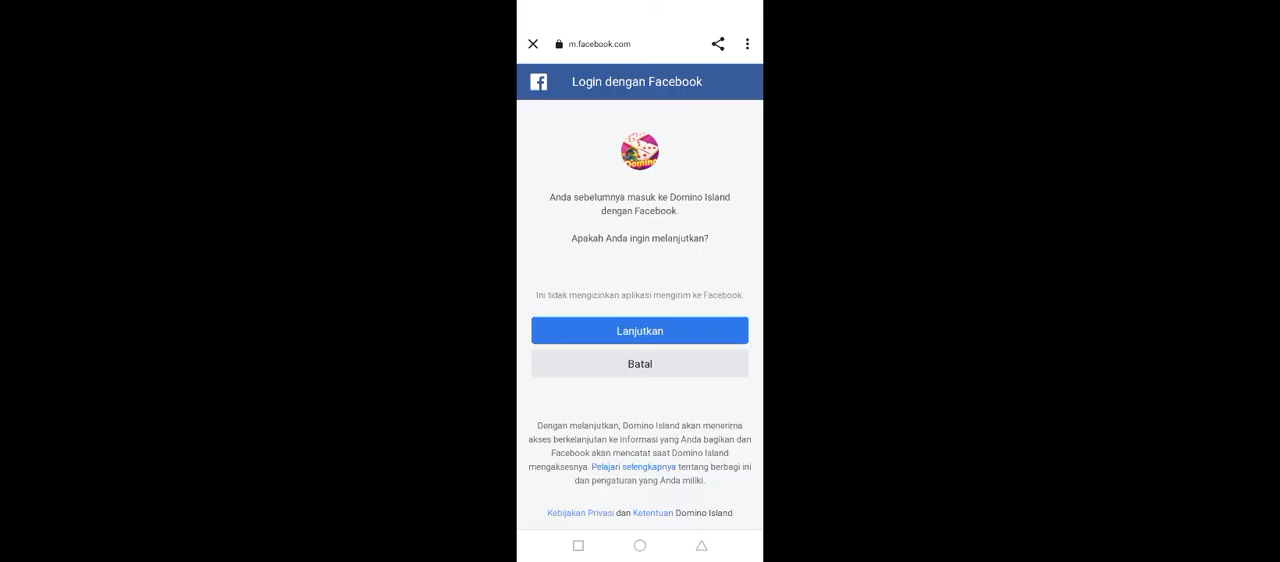 m.facebook.com
Login dengan Facebook
Domino
Anda sebelumnya masuk ke Domino Island
dengan Facebook.
Apakah Anda ingin melanjutkan?
Ini tidak mengizinkan aplikasi mengirim ke Facebook.
Lanjutkan
Batal
Dengan melanjutkan, Domino Island akan menerima
akses berkelanjutan ke informasi yang Anda bagikan dan
Facebook akan mencatat saat Domino Island
mengaksesnya. Pelajari selengkapnya tentang berbagi ini
dan pengaturan yang Anda miliki.
Kebijakan Privasi dan Ketentuan Domino Island